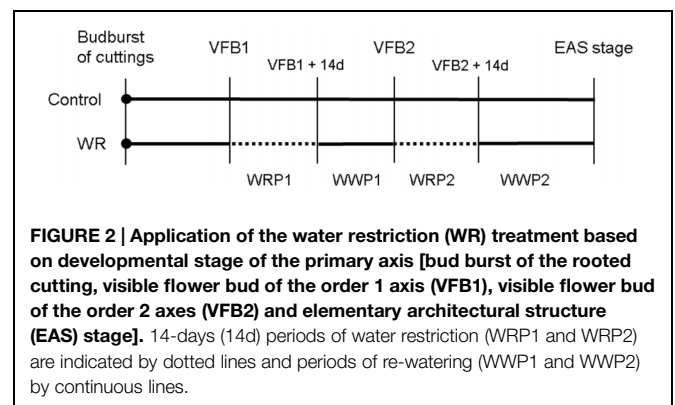 Budburst
of cuttings
VFB1
VFB1 + 14d
VFB2
VFB2 + 14d
EAS stage
Control
WR
WRP1
WWP1
WRP2
WWP2
FIGURE 2 | Application of the water restriction (WR) treatment based
on developmental stage of the primary axis [bud burst of the rooted
cutting, visible flower bud of the order 1 axis (VFB1), visible flower bud
of the order 2 axes (VFB2) and elementary architectural structure
(EAS) stage]. 14-days (14d) periods of water restriction (WRP1 and WRP2)
are indicated by dotted lines and periods of re-watering (WWP1 and WWP2)
by continuous lines.